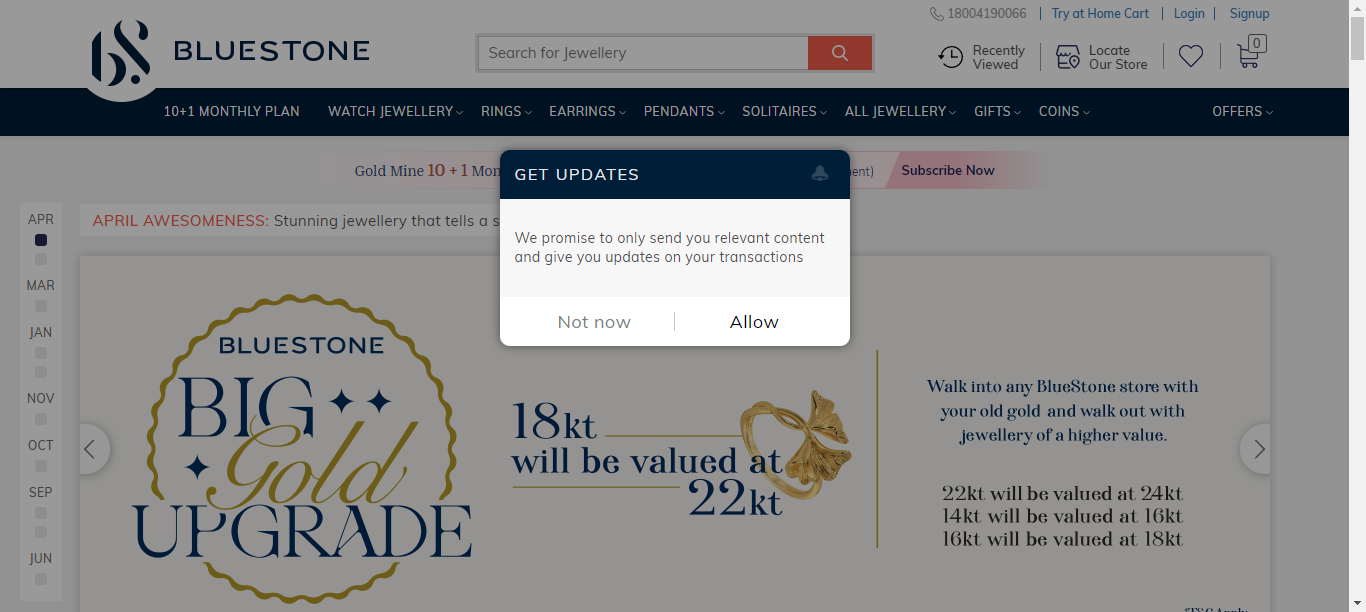 18004190066
Try at Home Cart
Login
Signup
BLUESTONE
Search for Jewellery
Recently Viewed
Locate Our Store
0
10+1 MONTHLY PLAN
WATCH JEWELLERY
RINGS
EARRINGS
PENDANTS
SOLITAIRES
ALL JEWELLERY
GIFTS
COINS
OFFERS
Gold Mine 10 + 1 Mon
ment)
Subscribe Now
GET UPDATES
We promise to only send you relevant content
and give you updates on your transactions
Not now
Allow
APRIL AWESOMENESS: Stunning jewellery that tells a s
APR
MAR
JAN
NOV
OCT
SEP
JUN
BLUESTONE
BIG
Gold
UPGRADE
18kt
will be valued at
22kt
Walk into any BlueStone store with
your old gold and walk out with
jewellery of a higher value.
22kt will be valued at 24kt
14kt will be valued at 16kt
16kt will be valued at 18kt
*T&C Apply